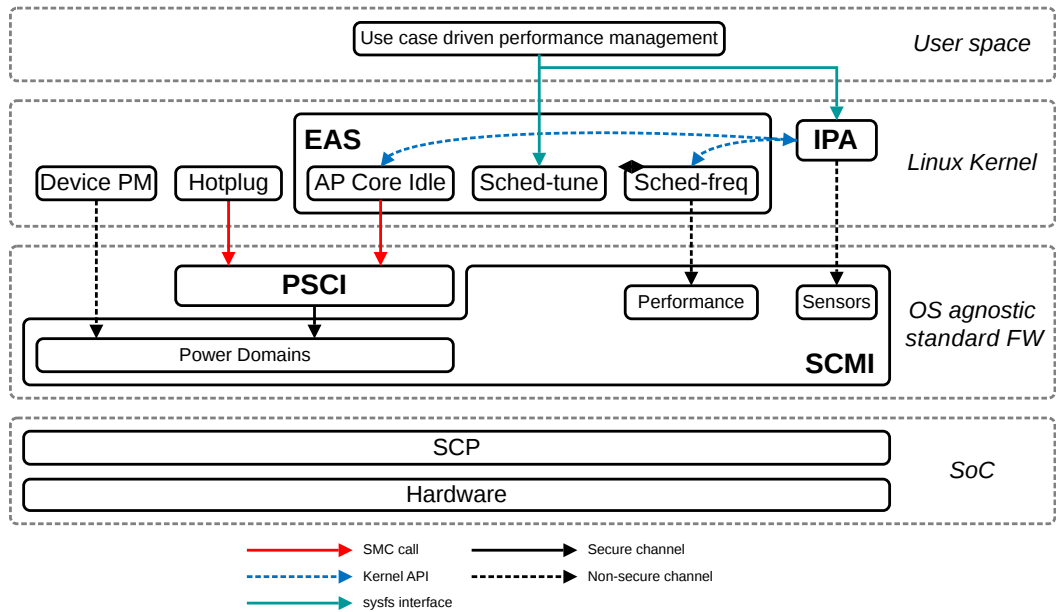 Use case driven performance management
User space
EAS
IPA
Linux Kernel
Device PM
Hotplug
AP Core Idle
Sched-tune
Sched-freq
PSCI
Performance
Sensors
OS agnostic
standard FW
Power Domains
SCMI
SCP
SoC
Hardware
SMC call
Secure channel
Kernel API
Non-secure channel
sysfs interface